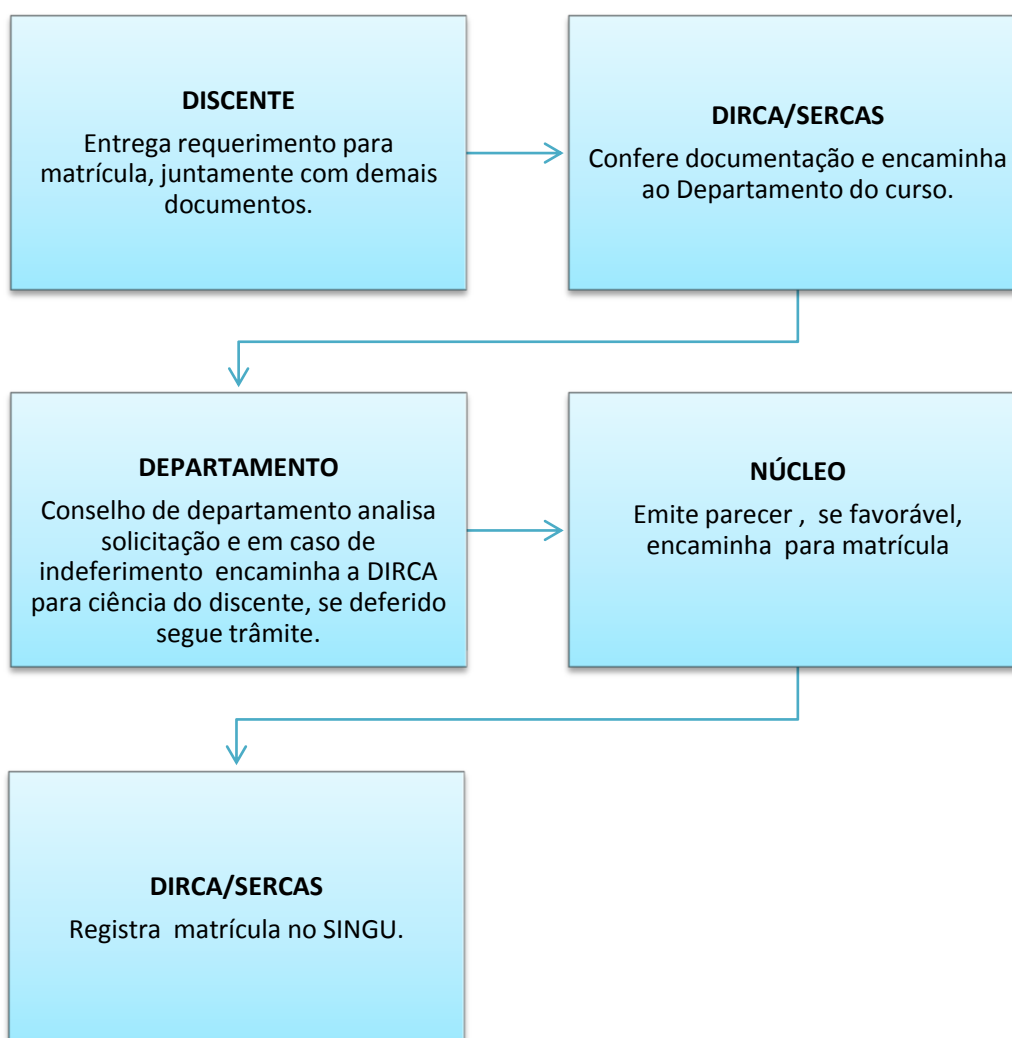 DISCENTE
Entrega requerimento para
matrícula, juntamente com demais
documentos.
DIRCA/SERCAS
Confere documentação e encaminha
ao Departamento do curso.
DEPARTAMENTO
Conselho de departamento analisa
solicitação e em caso de
indeferimento encaminha a DIRCA
para ciência do discente, se deferido
segue trâmite.
NÚCLEO
Emite parecer , se favorável,
encaminha para matrícula
DIRCA/SERCAS
Registra matrícula no SINGU.